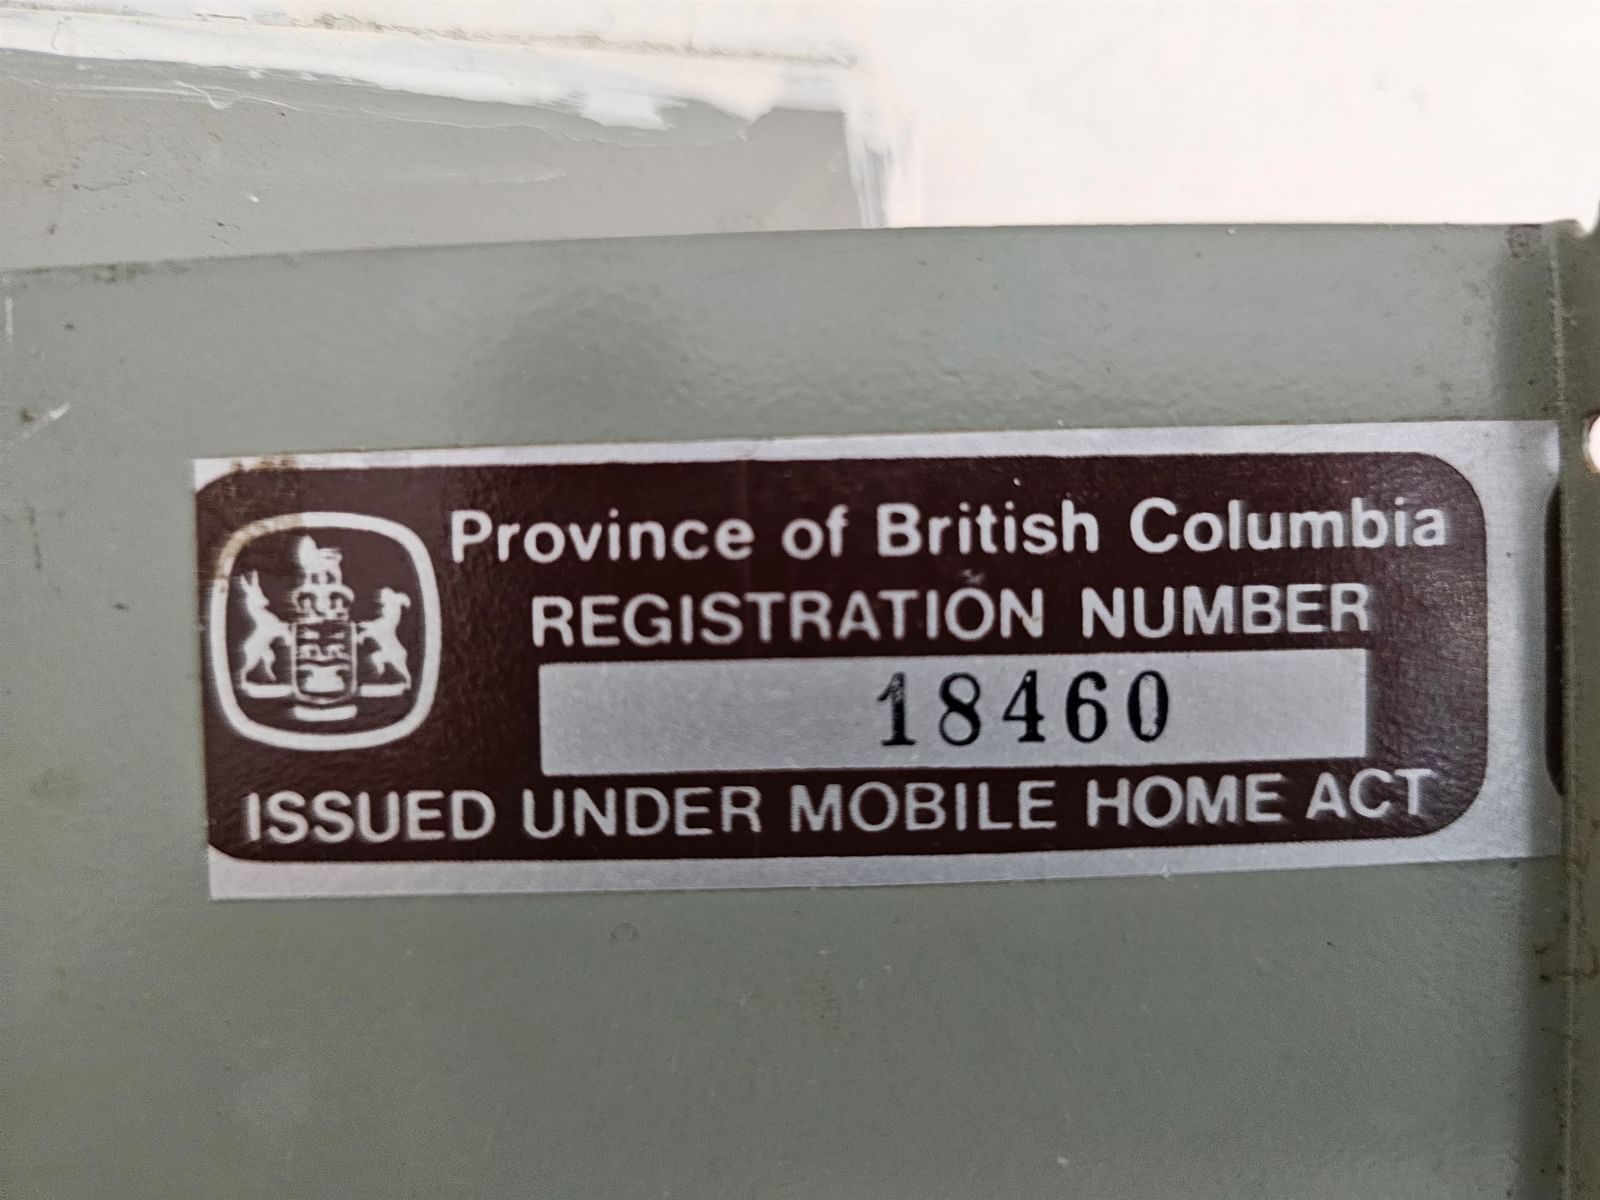 Province of British Columbia
REGISTRATION NUMBER
18460
ISSUED UNDER MOBILE HOME ACT